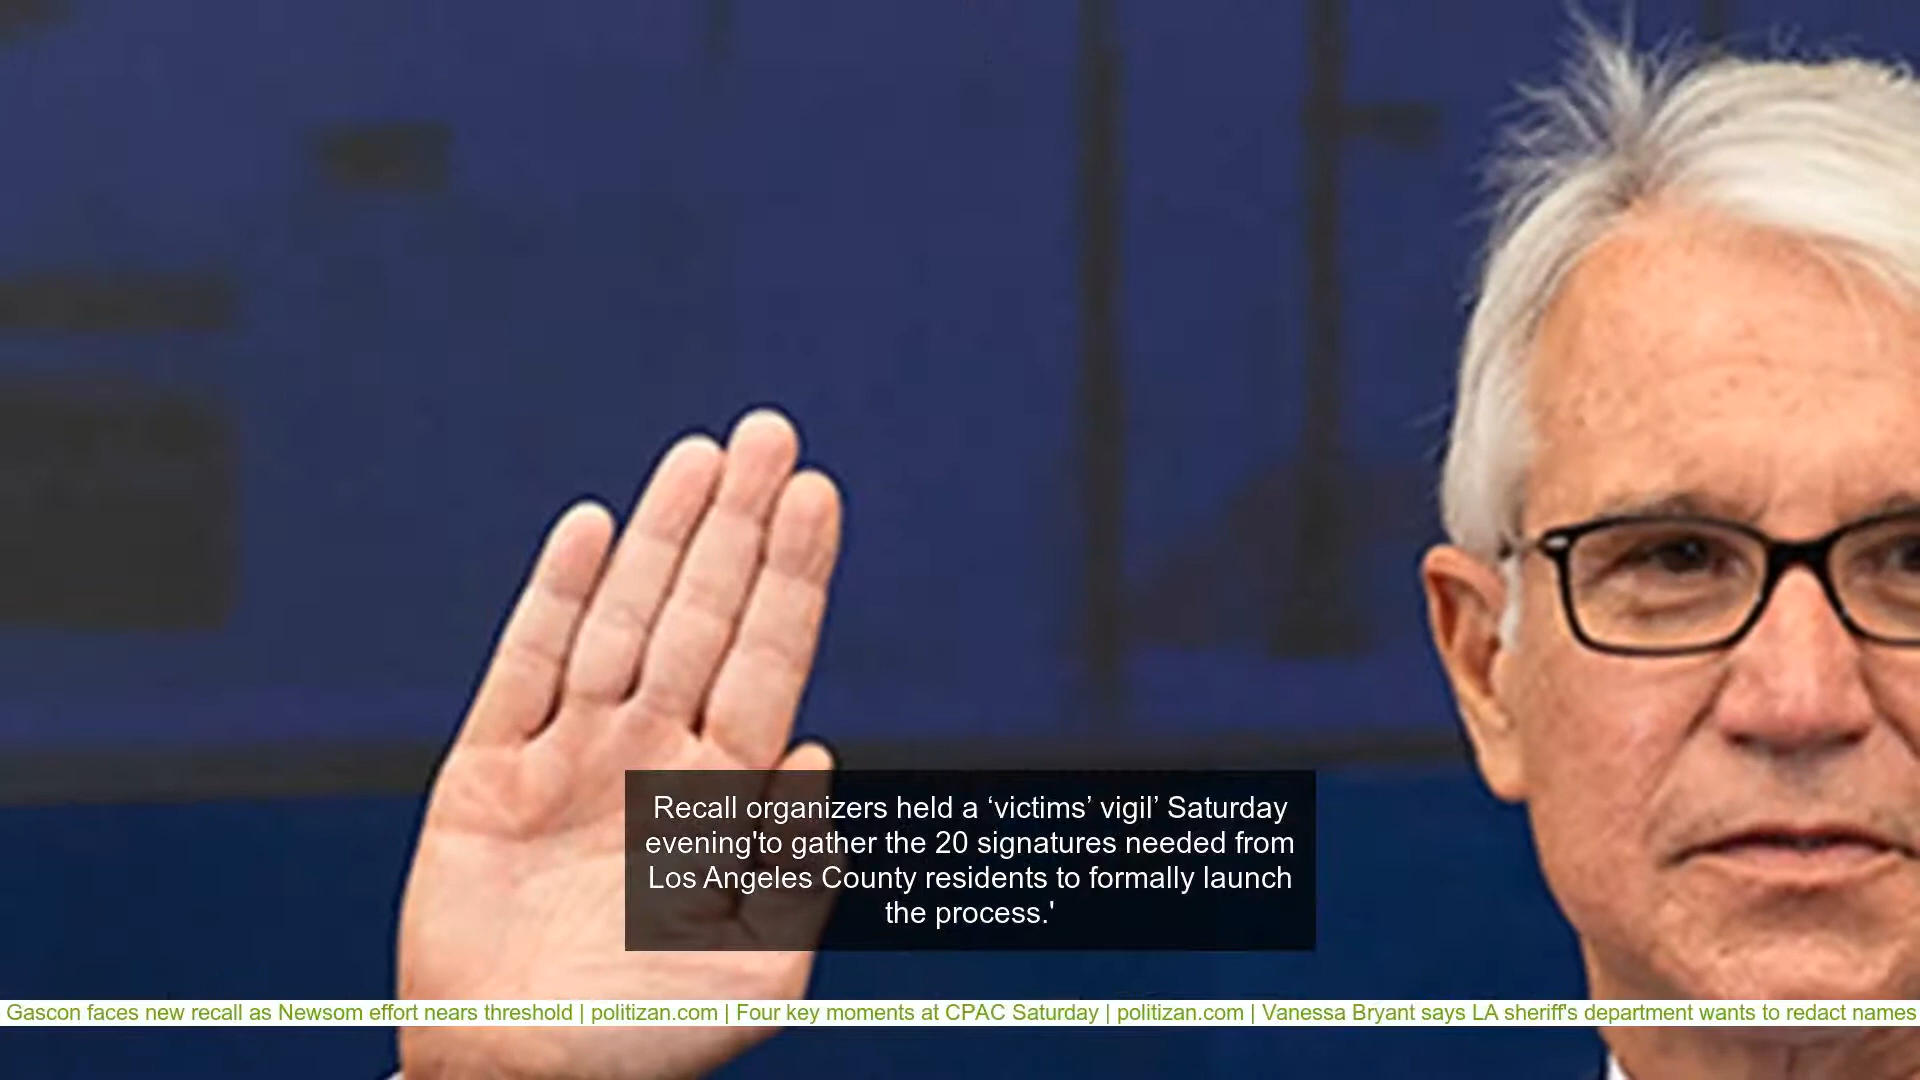 Recall organizers held a ‘victims’ vigil’ Saturday
evening'to gather the 20 signatures needed from
Los Angeles County residents to formally launch
the process.'
Gascon faces new recall as Newsom effort nears threshold | politizan.com | Four key moments at CPAC Saturday | politizan.com | Vanessa Bryant says LA sheriff's department wants to redact names